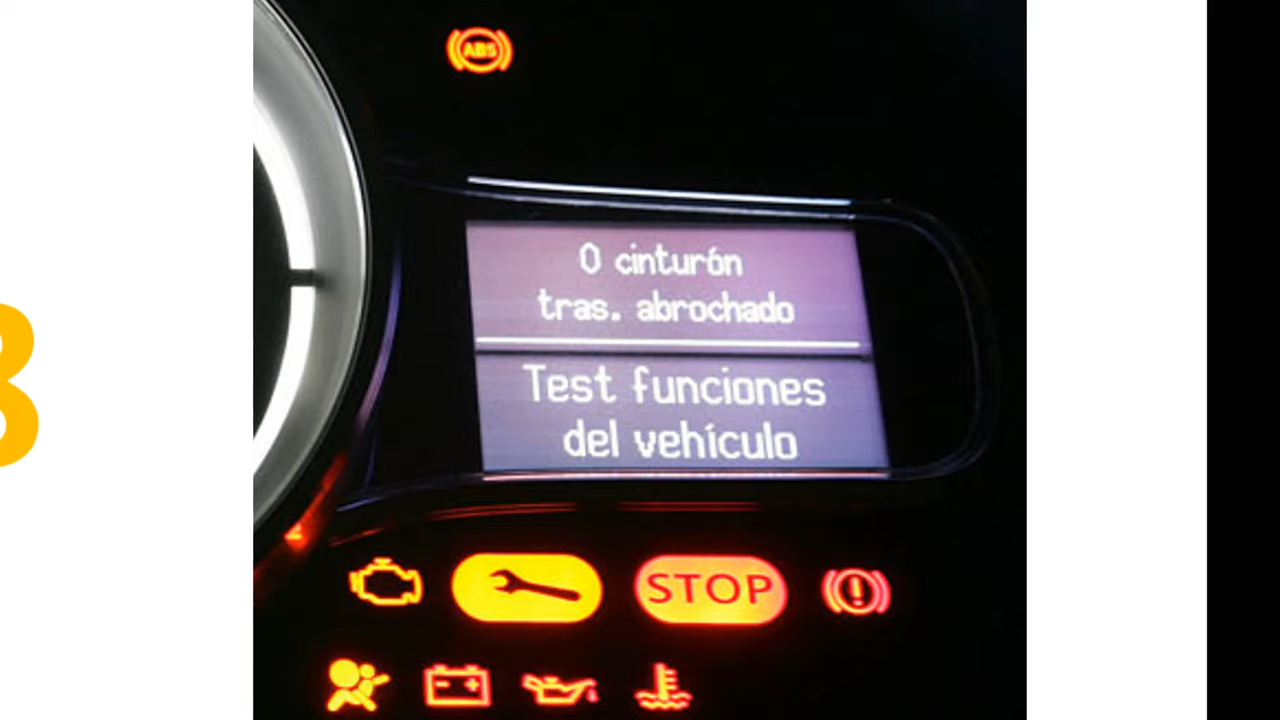 ABS
0 cinturón
tras. abrochado
Test funciones
del vehículo
STOP